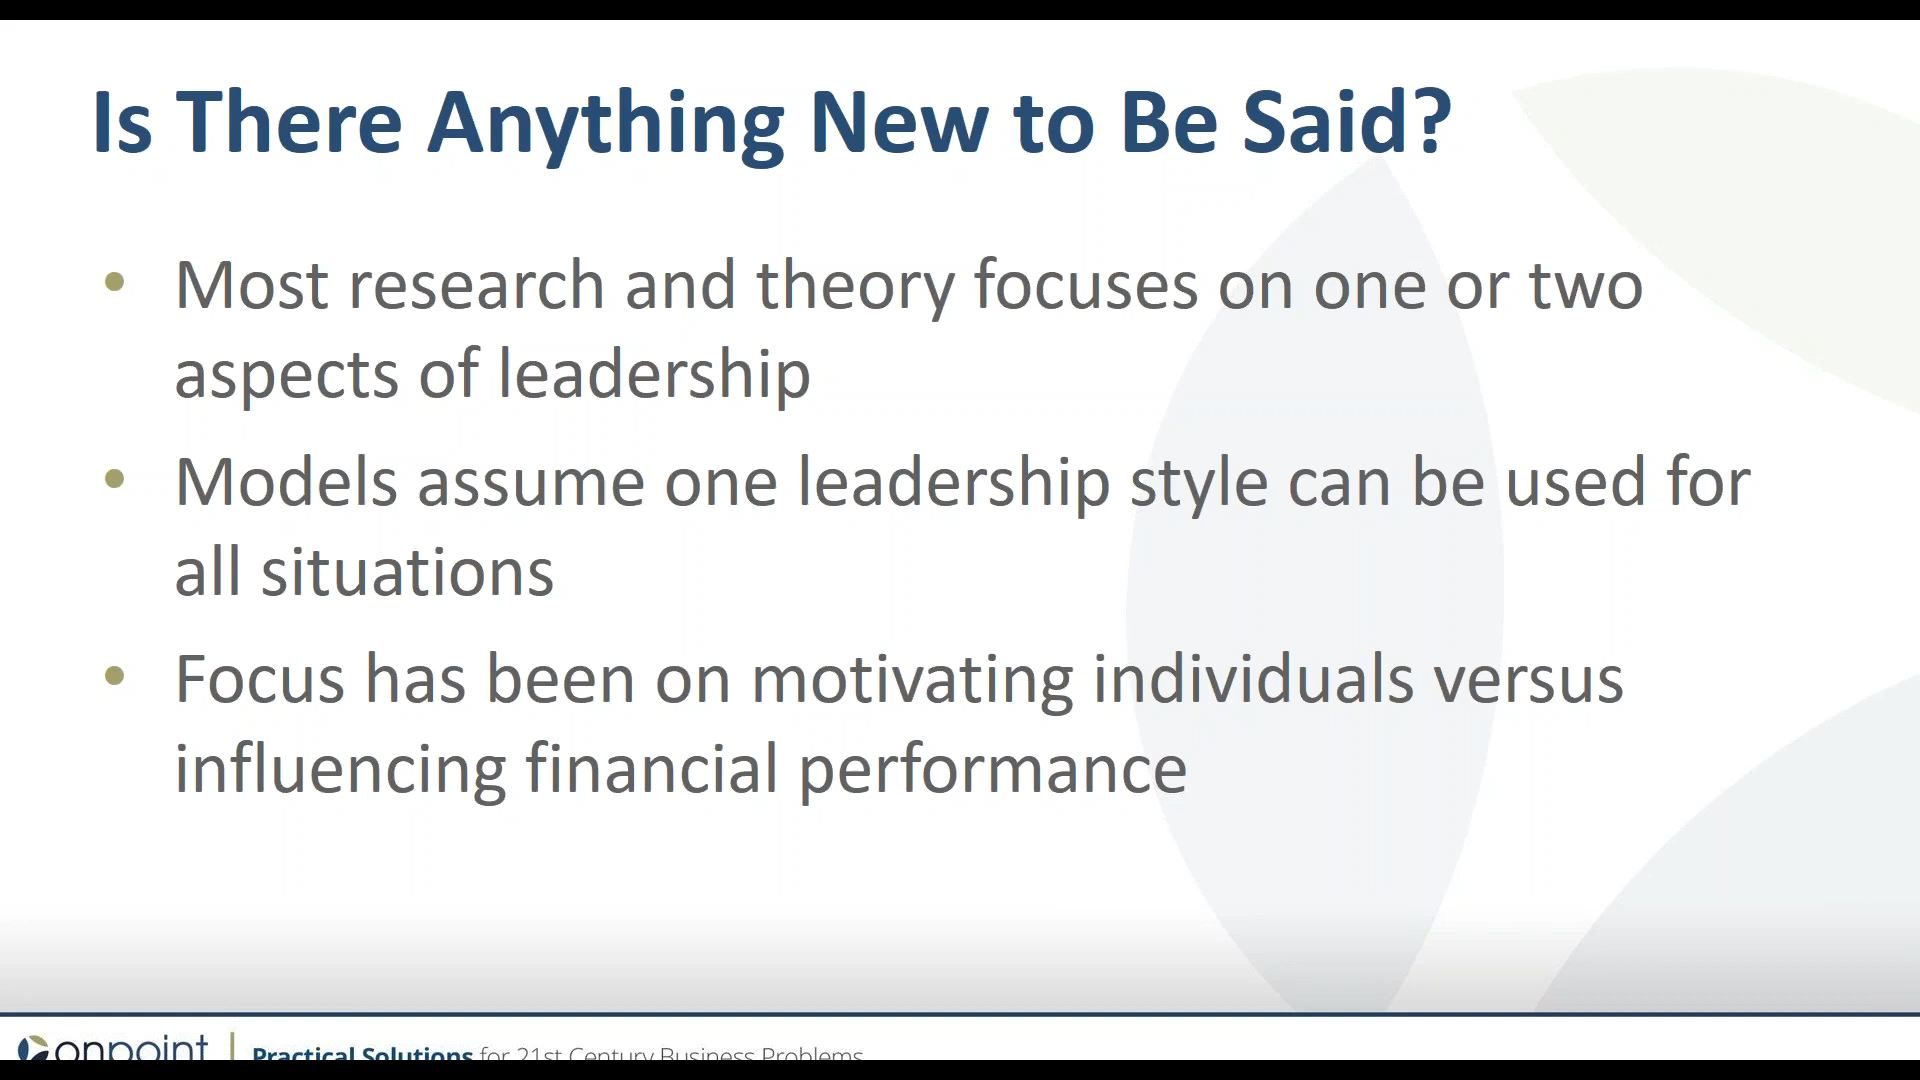 Is There Anything New to Be Said?
• Most research and theory focuses on one or two
aspects of leadership
• Models assume one leadership style can be used for
all situations
• Focus has been on motivating individuals versus
influencing financial performance
onpoint | Practical Solutions for 21st Century Business Problems